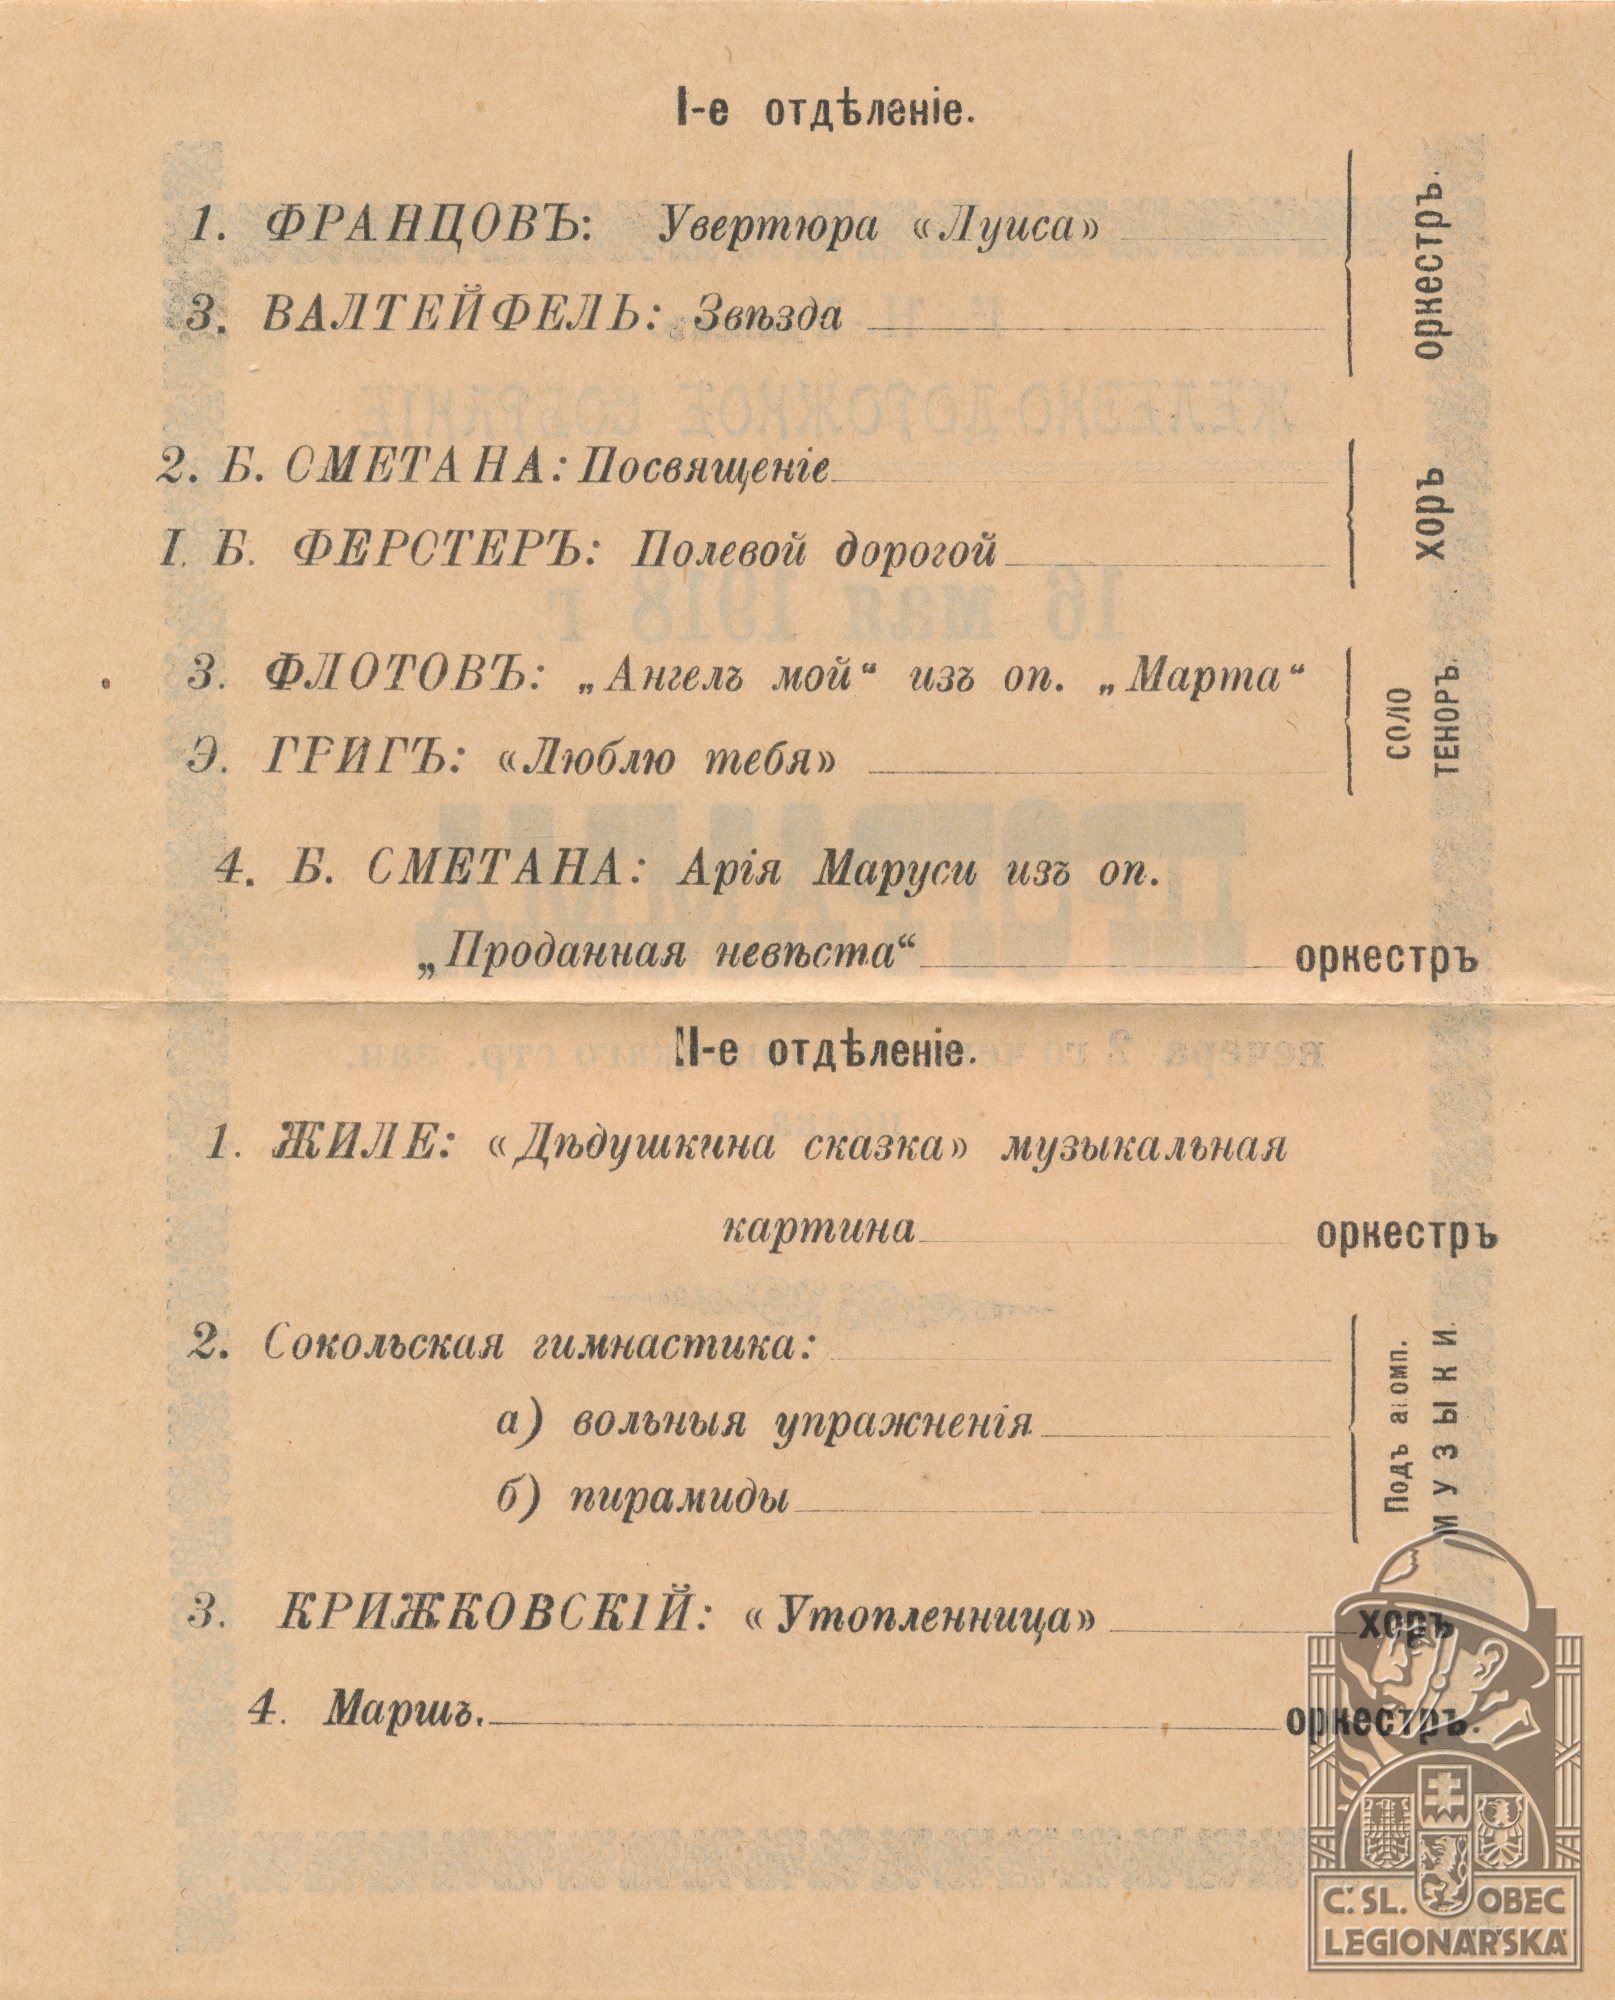 I-е отдѣленіе.
1. ФРАНЦОВЪ: Увертюра «Луиса»
3. ВАЛТЕЙФЕЛЬ: Звѣзда
оркестръ.
2. Б. СМЕТАНА: Посвященіе
I. Б. ФЕРСТЕРЪ: Полевой дорогой
хоръ
3. ФЛОТОВЪ: „Ангелъ мой“ изъ оп. „Марта“
Э. ГРИГЪ: «Люблю тебя»
СОЛО
ТЕНОРЪ.
4. Б. СМЕТАНА: Арія Маруси изъ оп.
„Проданная невѣста“ оркестръ
II-е отдѣленіе.
1. ЖИЛЕ: «Дѣдушкина сказка» музыкальная
картина оркестръ
2. Сокольская гимнастика:
а) вольныя упражненія
б) пирамиды
Подъ акомп.
музыки.
3. КРИЖКОВСКІЙ: «Утопленница» хоръ
4. Маршъ. оркестръ.
ЖЕЛЕЗНО-ДОРОЖНОЕ СОБРАНІЕ
16 мая 1918 г.
ПРОГРАММА
Č. SL. OBEC
LEGIONÁŘSKÁ